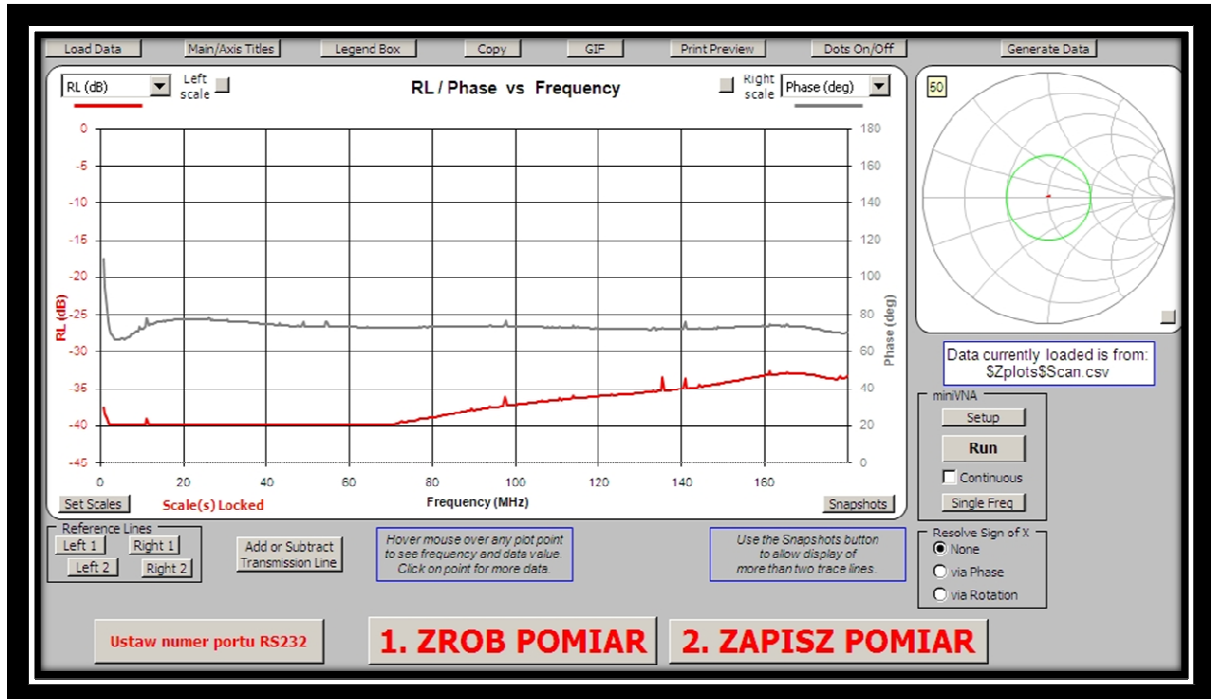 Load Data Main/Axis Titles Legend Box Copy GIF Print Preview Dots On/Off Generate Data
RL (dB)
Left
scale
RL / Phase vs Frequency
Right
scale
Phase (deg)
50
0
-5
-10
-15
-20
-25
-30
-35
-40
-45
RL (dB)
180
160
140
120
100
80
60
40
20
0
Phase (deg)
0 20 40 60 80 100 120 140 160
Set Scales
Scale(s) Locked
Frequency (MHz)
Snapshots
Data currently loaded is from:
$Zplots$Scan.csv
miniVNA
Setup
Run
Continuous
Single Freq
Resolve Sign of X
None
via Phase
via Rotation
Reference Lines
Left 1 Right 1
Left 2 Right 2
Add or Subtract
Transmission Line
Hover mouse over any plot point
to see frequency and data value.
Click on point for more data.
Use the Snapshots button
to allow display of
more than two trace lines.
Ustaw numer portu RS232
1. ZROB POMIAR
2. ZAPISZ POMIAR